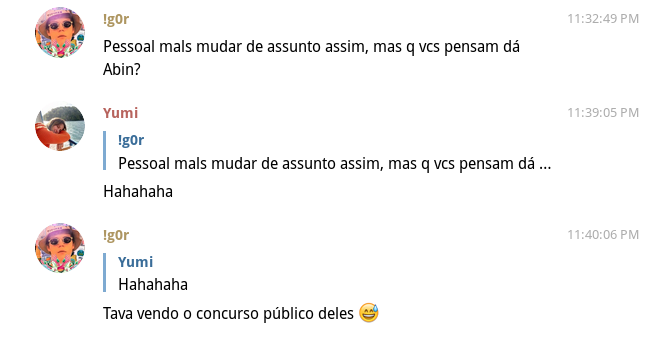 !g0r 11:32:49 PM
Pessoal mals mudar de assunto assim, mas q vcs pensam dá
Abin?
Yumi 11:39:05 PM
!g0r
Pessoal mals mudar de assunto assim, mas q vcs pensam dá ...
Hahahaha
!g0r 11:40:06 PM
Yumi
Hahahaha
Tava vendo o concurso público deles 😅